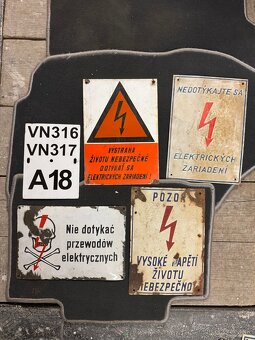 VN316
VN317
A18
VÝSTRAHA
ŽIVOTU NEBEZPEČNÉ
DOTÝKAŤ SA
ELEKTRICKÝCH ZARIADENÍ!
NEDOTÝKAJTE SA
ELEKTRICKÝCH
ZARIADENÍ
Nie dotykać
przewodów
elektrycznych
POZOR
VYSOKÉ NAPĚTÍ
ŽIVOTU
NEBEZPEČNO